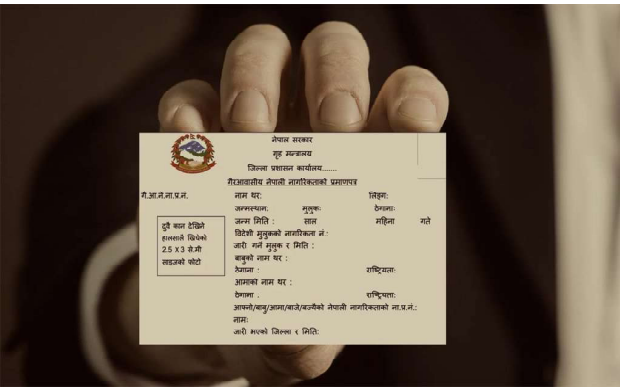 नेपाल सरकार
गृह मन्त्रालय
जिल्ला प्रशासन कार्यालय........
गैरआवासीय नेपाली नागरिकताको प्रमाणपत्र
गै.आ.ने.ना.प्र.नं. नाम थर: लिङ्ग:
जन्मस्थान: मुलुक: ठेगाना:
जन्म मिति : साल महिना गते
विदेशी मुलुकको नागरिकता नं.:
जारी गर्ने मुलुक र मिति :
बाबुको नाम थर :
ठेगाना : राष्ट्रियता:
आमाको नाम थर :
ठेगाना . राष्ट्रियता:
आफ्नो/बाबु/आमा/बाजे/बज्यैको नेपाली नागरिकताको ना.प्र.नं.:
नाम:
जारी भएको जिल्ला र मिति:
दुवै कान देखिने
हालसालै खिचेको
2.5 X 3 से.मी
साइजको फोटो